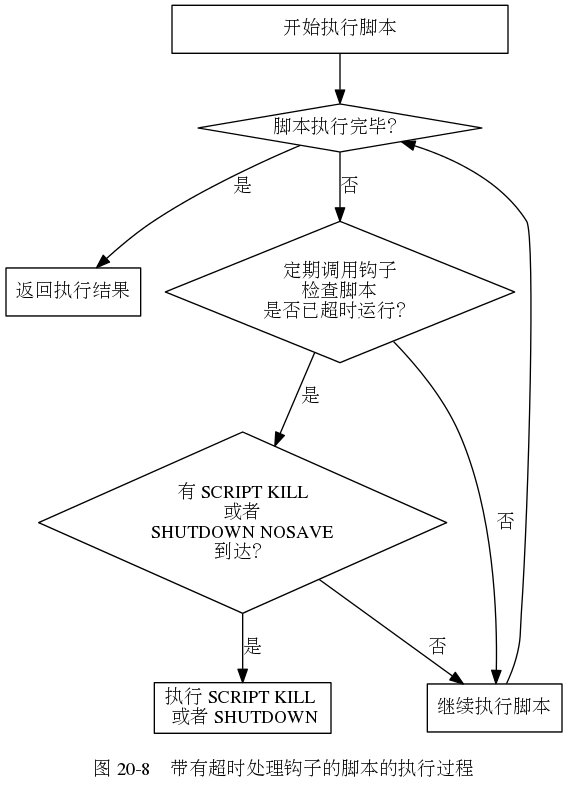 开始执行脚本
脚本执行完毕？
是
否
返回执行结果
定期调用钩子
检查脚本
是否已超时运行？
是
有 SCRIPT KILL
或者
SHUTDOWN NOSAVE
到达？
否
是
否
执行 SCRIPT KILL
或者 SHUTDOWN
继续执行脚本
图 20-8 带有超时处理钩子的脚本的执行过程